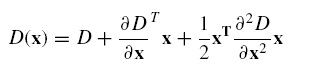 D(x) = D + ∂D^T/∂x x + 1/2 x^T ∂²D/∂x² x